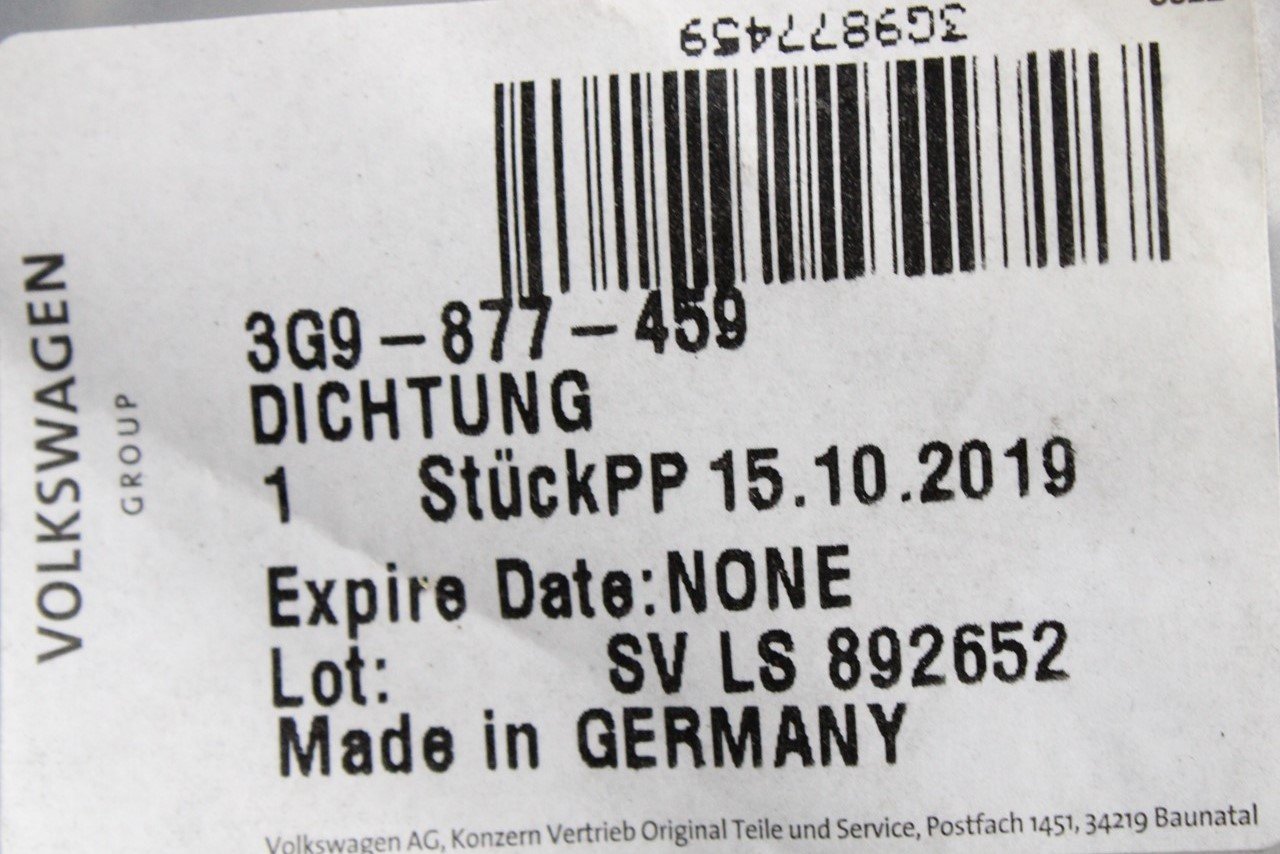 3G9877459
3G9-877-459
DICHTUNG
1 StückPP 15.10.2019
Expire Date:NONE
Lot: SV LS 892652
Made in GERMANY
Volkswagen AG, Konzern Vertrieb Original Teile und Service, Postfach 1451, 34219 Baunatal
VOLKSWAGEN
GROUP